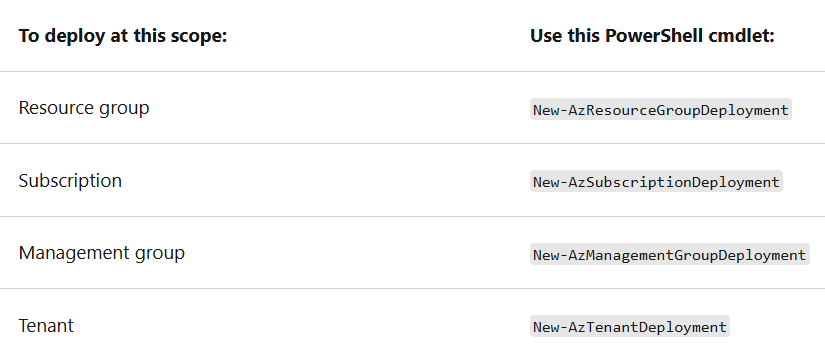 To deploy at this scope: Use this PowerShell cmdlet:
Resource group New-AzResourceGroupDeployment
Subscription New-AzSubscriptionDeployment
Management group New-AzManagementGroupDeployment
Tenant New-AzTenantDeployment